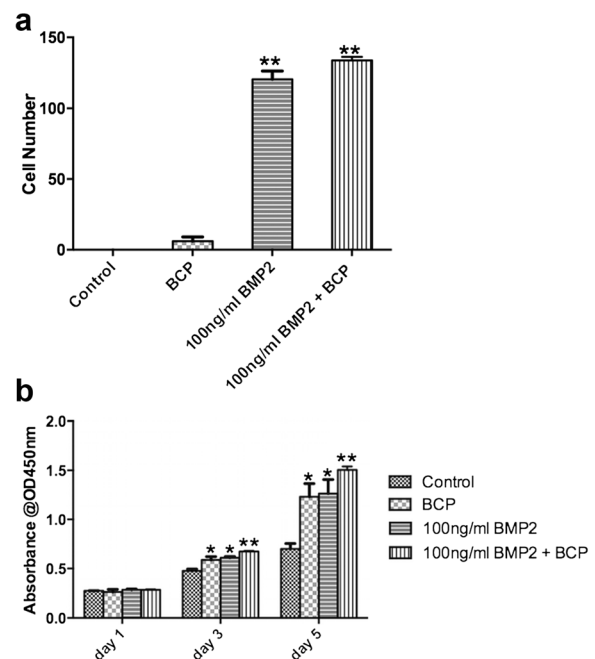 a
Cell Number
150
100
50
0
**
**
Control
BCP
100ng/ml BMP2
100ng/ml BMP2 + BCP
b
Absorbance @OD450nm
2.0
1.5
1.0
0.5
0.0
* * **
* * **
day 1
day 3
day 5
Control
BCP
100ng/ml BMP2
100ng/ml BMP2 + BCP